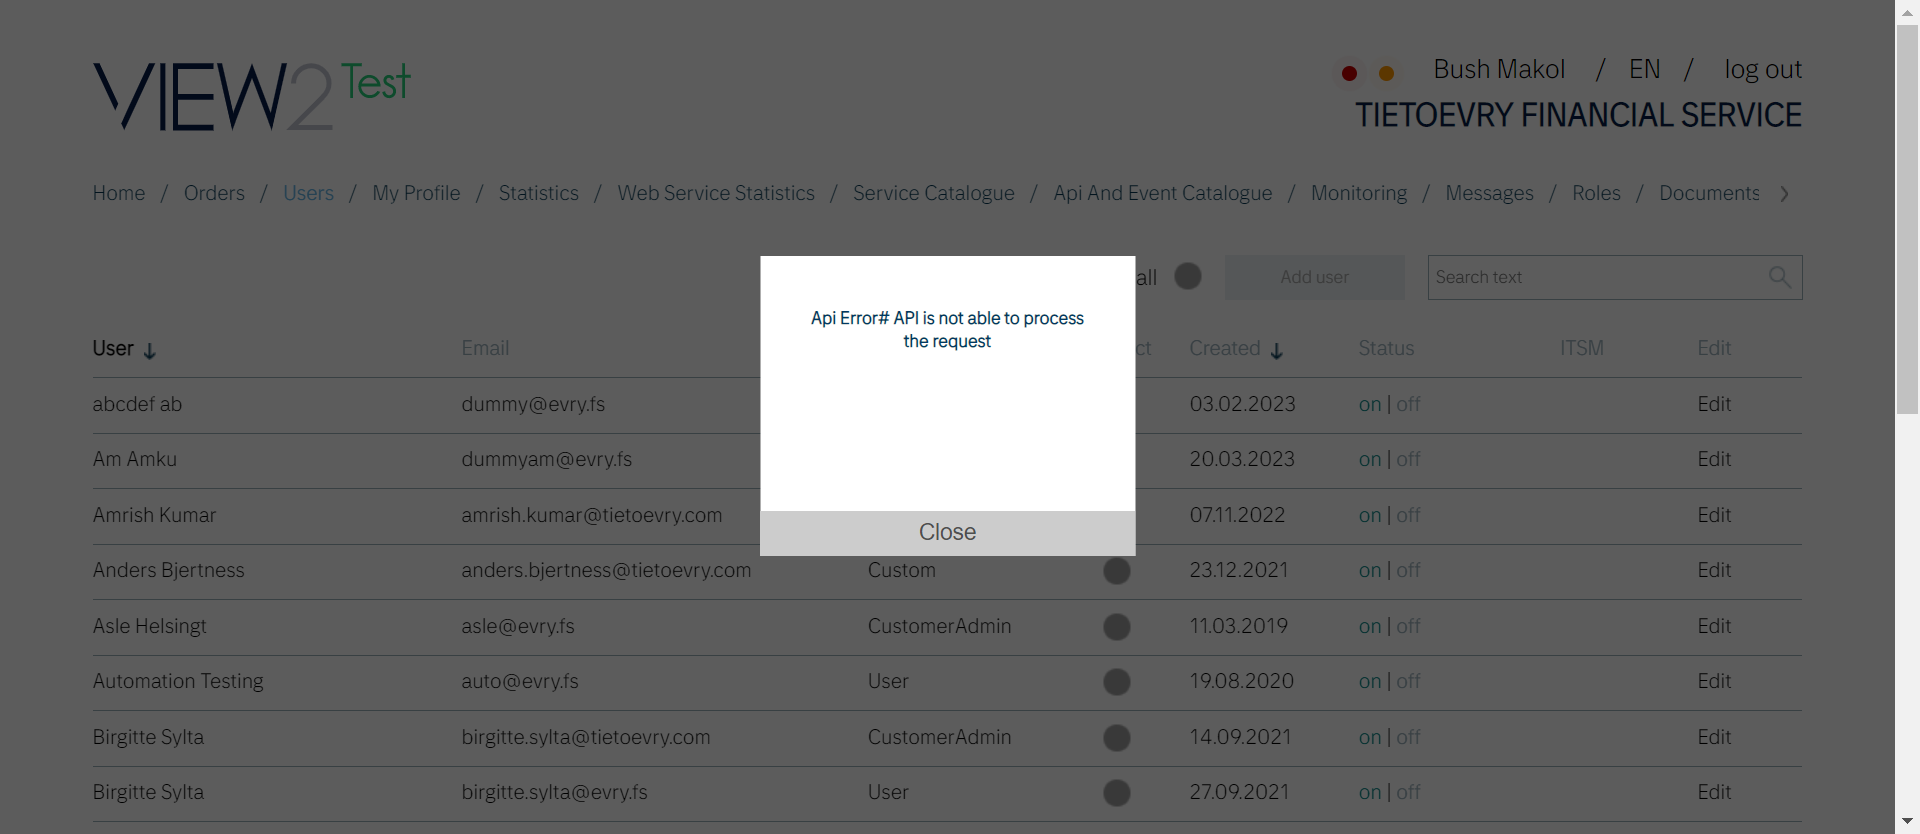 VIEW2 Test
Bush Makol / EN / log out
TIETOEVRY FINANCIAL SERVICE
Home / Orders / Users / My Profile / Statistics / Web Service Statistics / Service Catalogue / Api And Event Catalogue / Monitoring / Messages / Roles / Documents
all Add user Search text
Api Error# API is not able to process
the request
Close
User Email ct Created Status ITSM Edit
abcdef ab dummy@evry.fs 03.02.2023 on | off Edit
Am Amku dummyam@evry.fs 20.03.2023 on | off Edit
Amrish Kumar amrish.kumar@tietoevry.com 07.11.2022 on | off Edit
Anders Bjertness anders.bjertness@tietoevry.com Custom 23.12.2021 on | off Edit
Asle Helsingt asle@evry.fs CustomerAdmin 11.03.2019 on | off Edit
Automation Testing auto@evry.fs User 19.08.2020 on | off Edit
Birgitte Sylta birgitte.sylta@tietoevry.com CustomerAdmin 14.09.2021 on | off Edit
Birgitte Sylta birgitte.sylta@evry.fs User 27.09.2021 on | off Edit